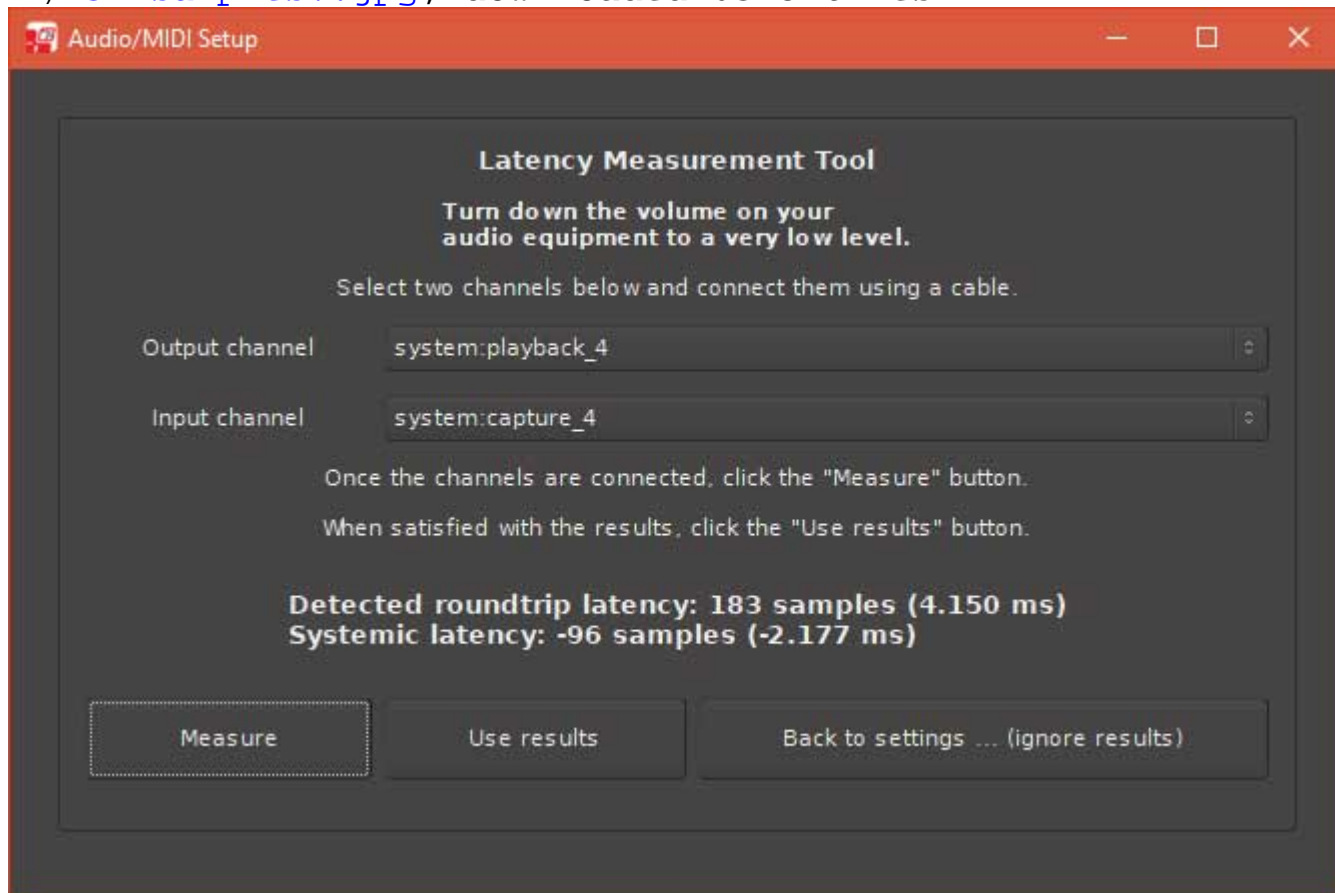 Audio/MIDI Setup
Latency Measurement Tool
Turn down the volume on your
audio equipment to a very low level.
Select two channels below and connect them using a cable.
Output channel system:playback_4
Input channel system:capture_4
Once the channels are connected, click the "Measure" button.
When satisfied with the results, click the "Use results" button.
Detected roundtrip latency: 183 samples (4.150 ms)
Systemic latency: -96 samples (-2.177 ms)
Measure Use results Back to settings ... (ignore results)